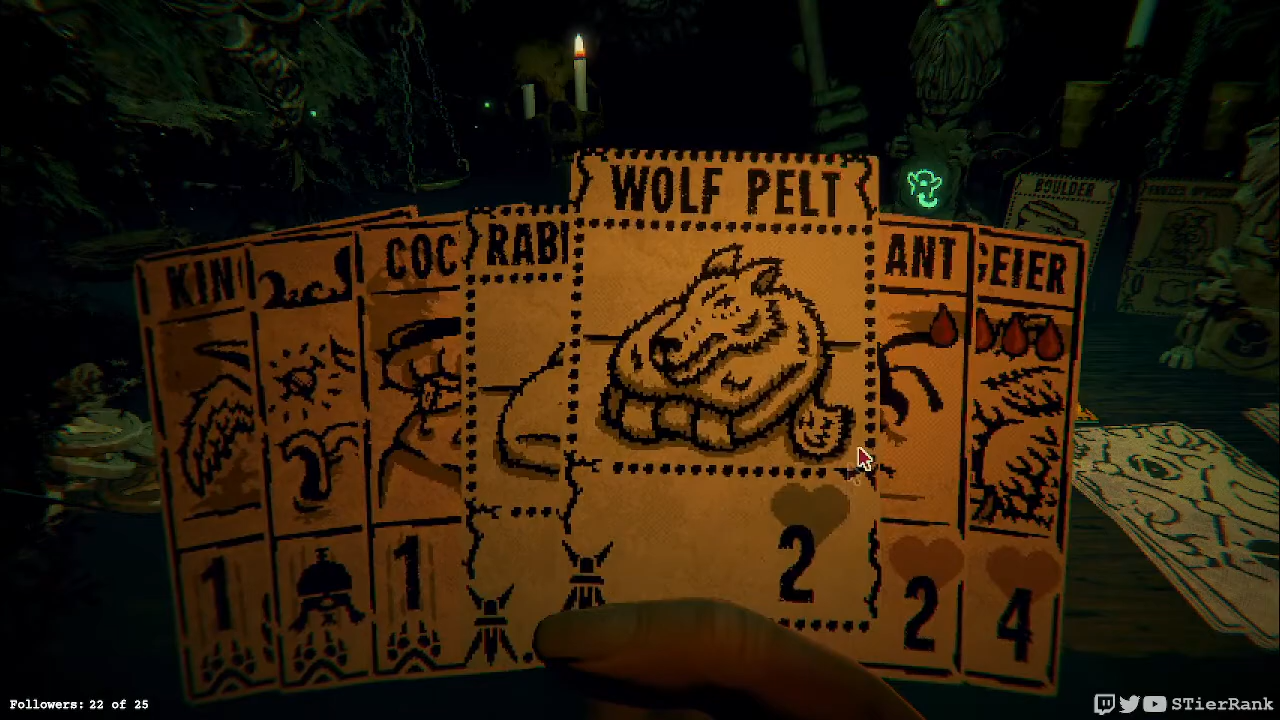 WOLF PELT
BOULDER
KIN
COC
RABI
ANT
GEIER
1
1
2
2
4
Followers: 22 of 25
STierRank